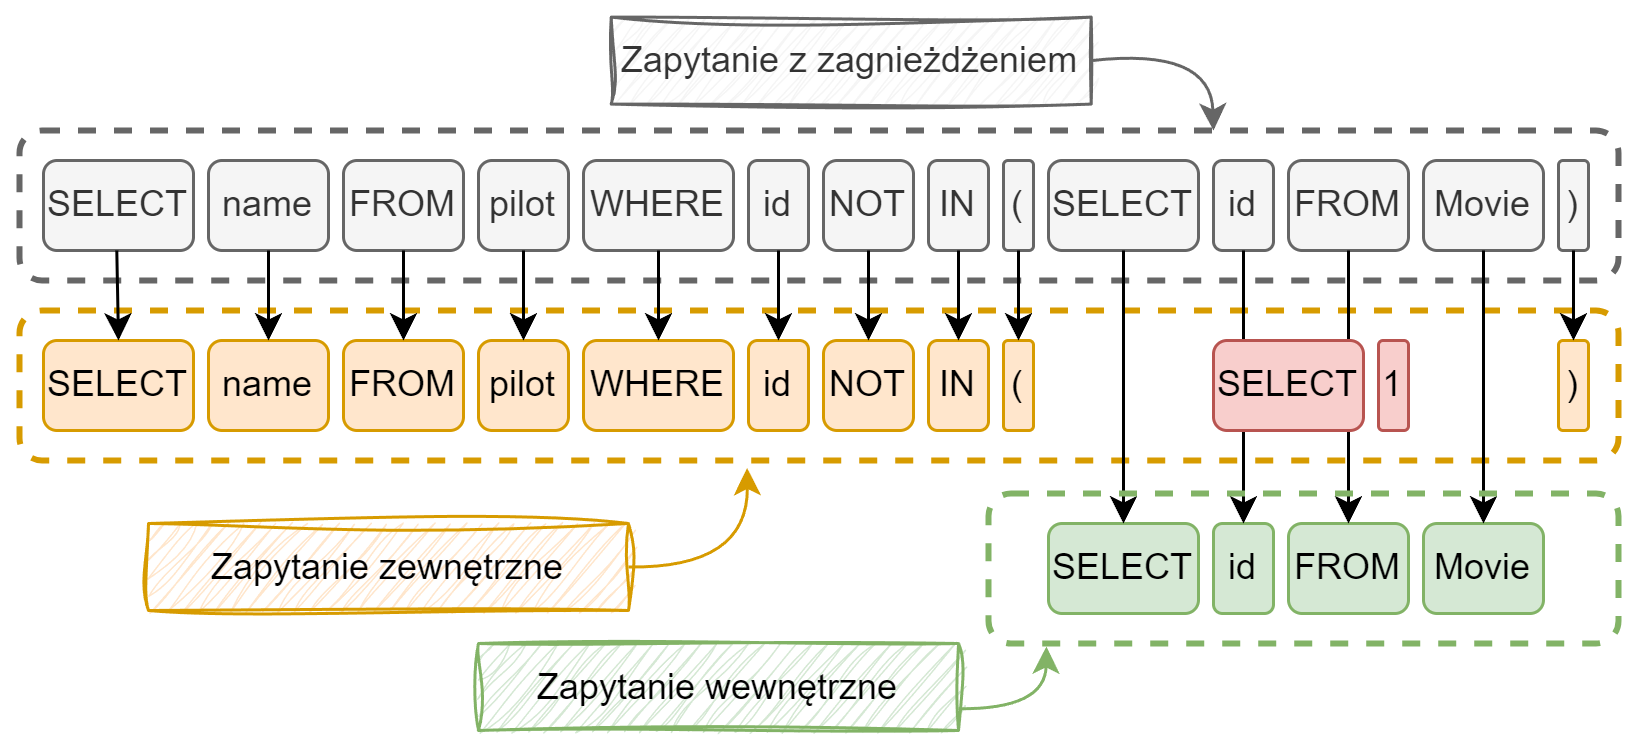 Zapytanie z zagnieżdżeniem
SELECT name FROM pilot WHERE id NOT IN ( SELECT id FROM Movie )
SELECT name FROM pilot WHERE id NOT IN ( SELECT 1 )
SELECT id FROM Movie
Zapytanie zewnętrzne
Zapytanie wewnętrzne